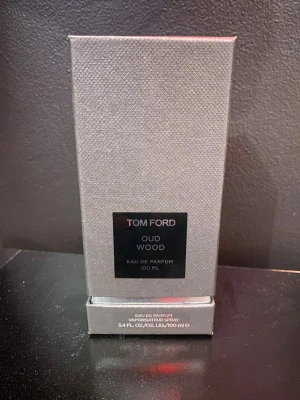 TOM FORD
OUD
WOOD
EAU DE PARFUM
100 ML
EAU DE PARFUM
VAPORISATEUR SPRAY
3.4 FL. OZ./OZ. LIQ./100 ml ℮